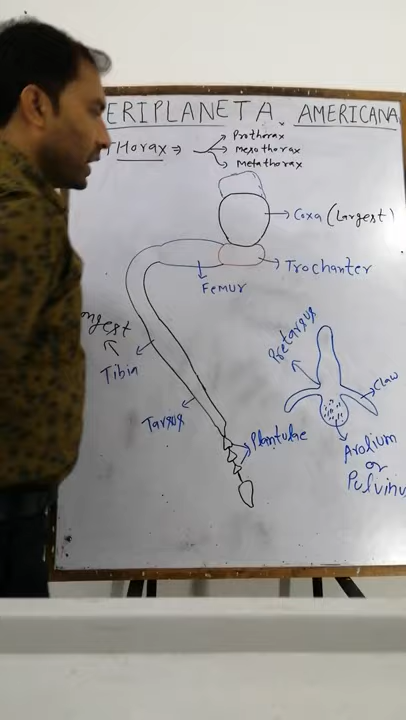 ERIPLANETA AMERICANA
Thorax ⇒
Prothorax
Mesothorax
Metathorax
Coxa (Largest)
Trochanter
Femur
ngest
Tibia
Pretarsus
Claw
Tarsus
Plantulae
Arolium
or
Pulvinu